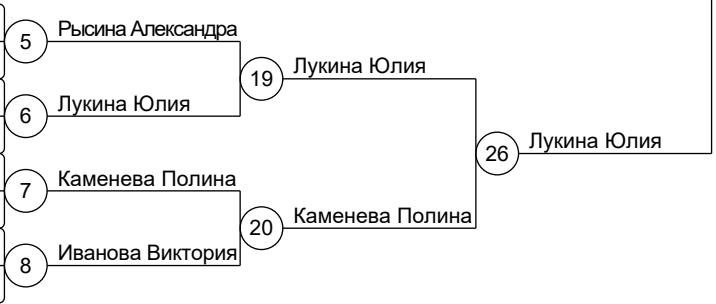 5 Рысина Александра
19 Лукина Юлия
6 Лукина Юлия
26 Лукина Юлия
7 Каменева Полина
20 Каменева Полина
8 Иванова Виктория